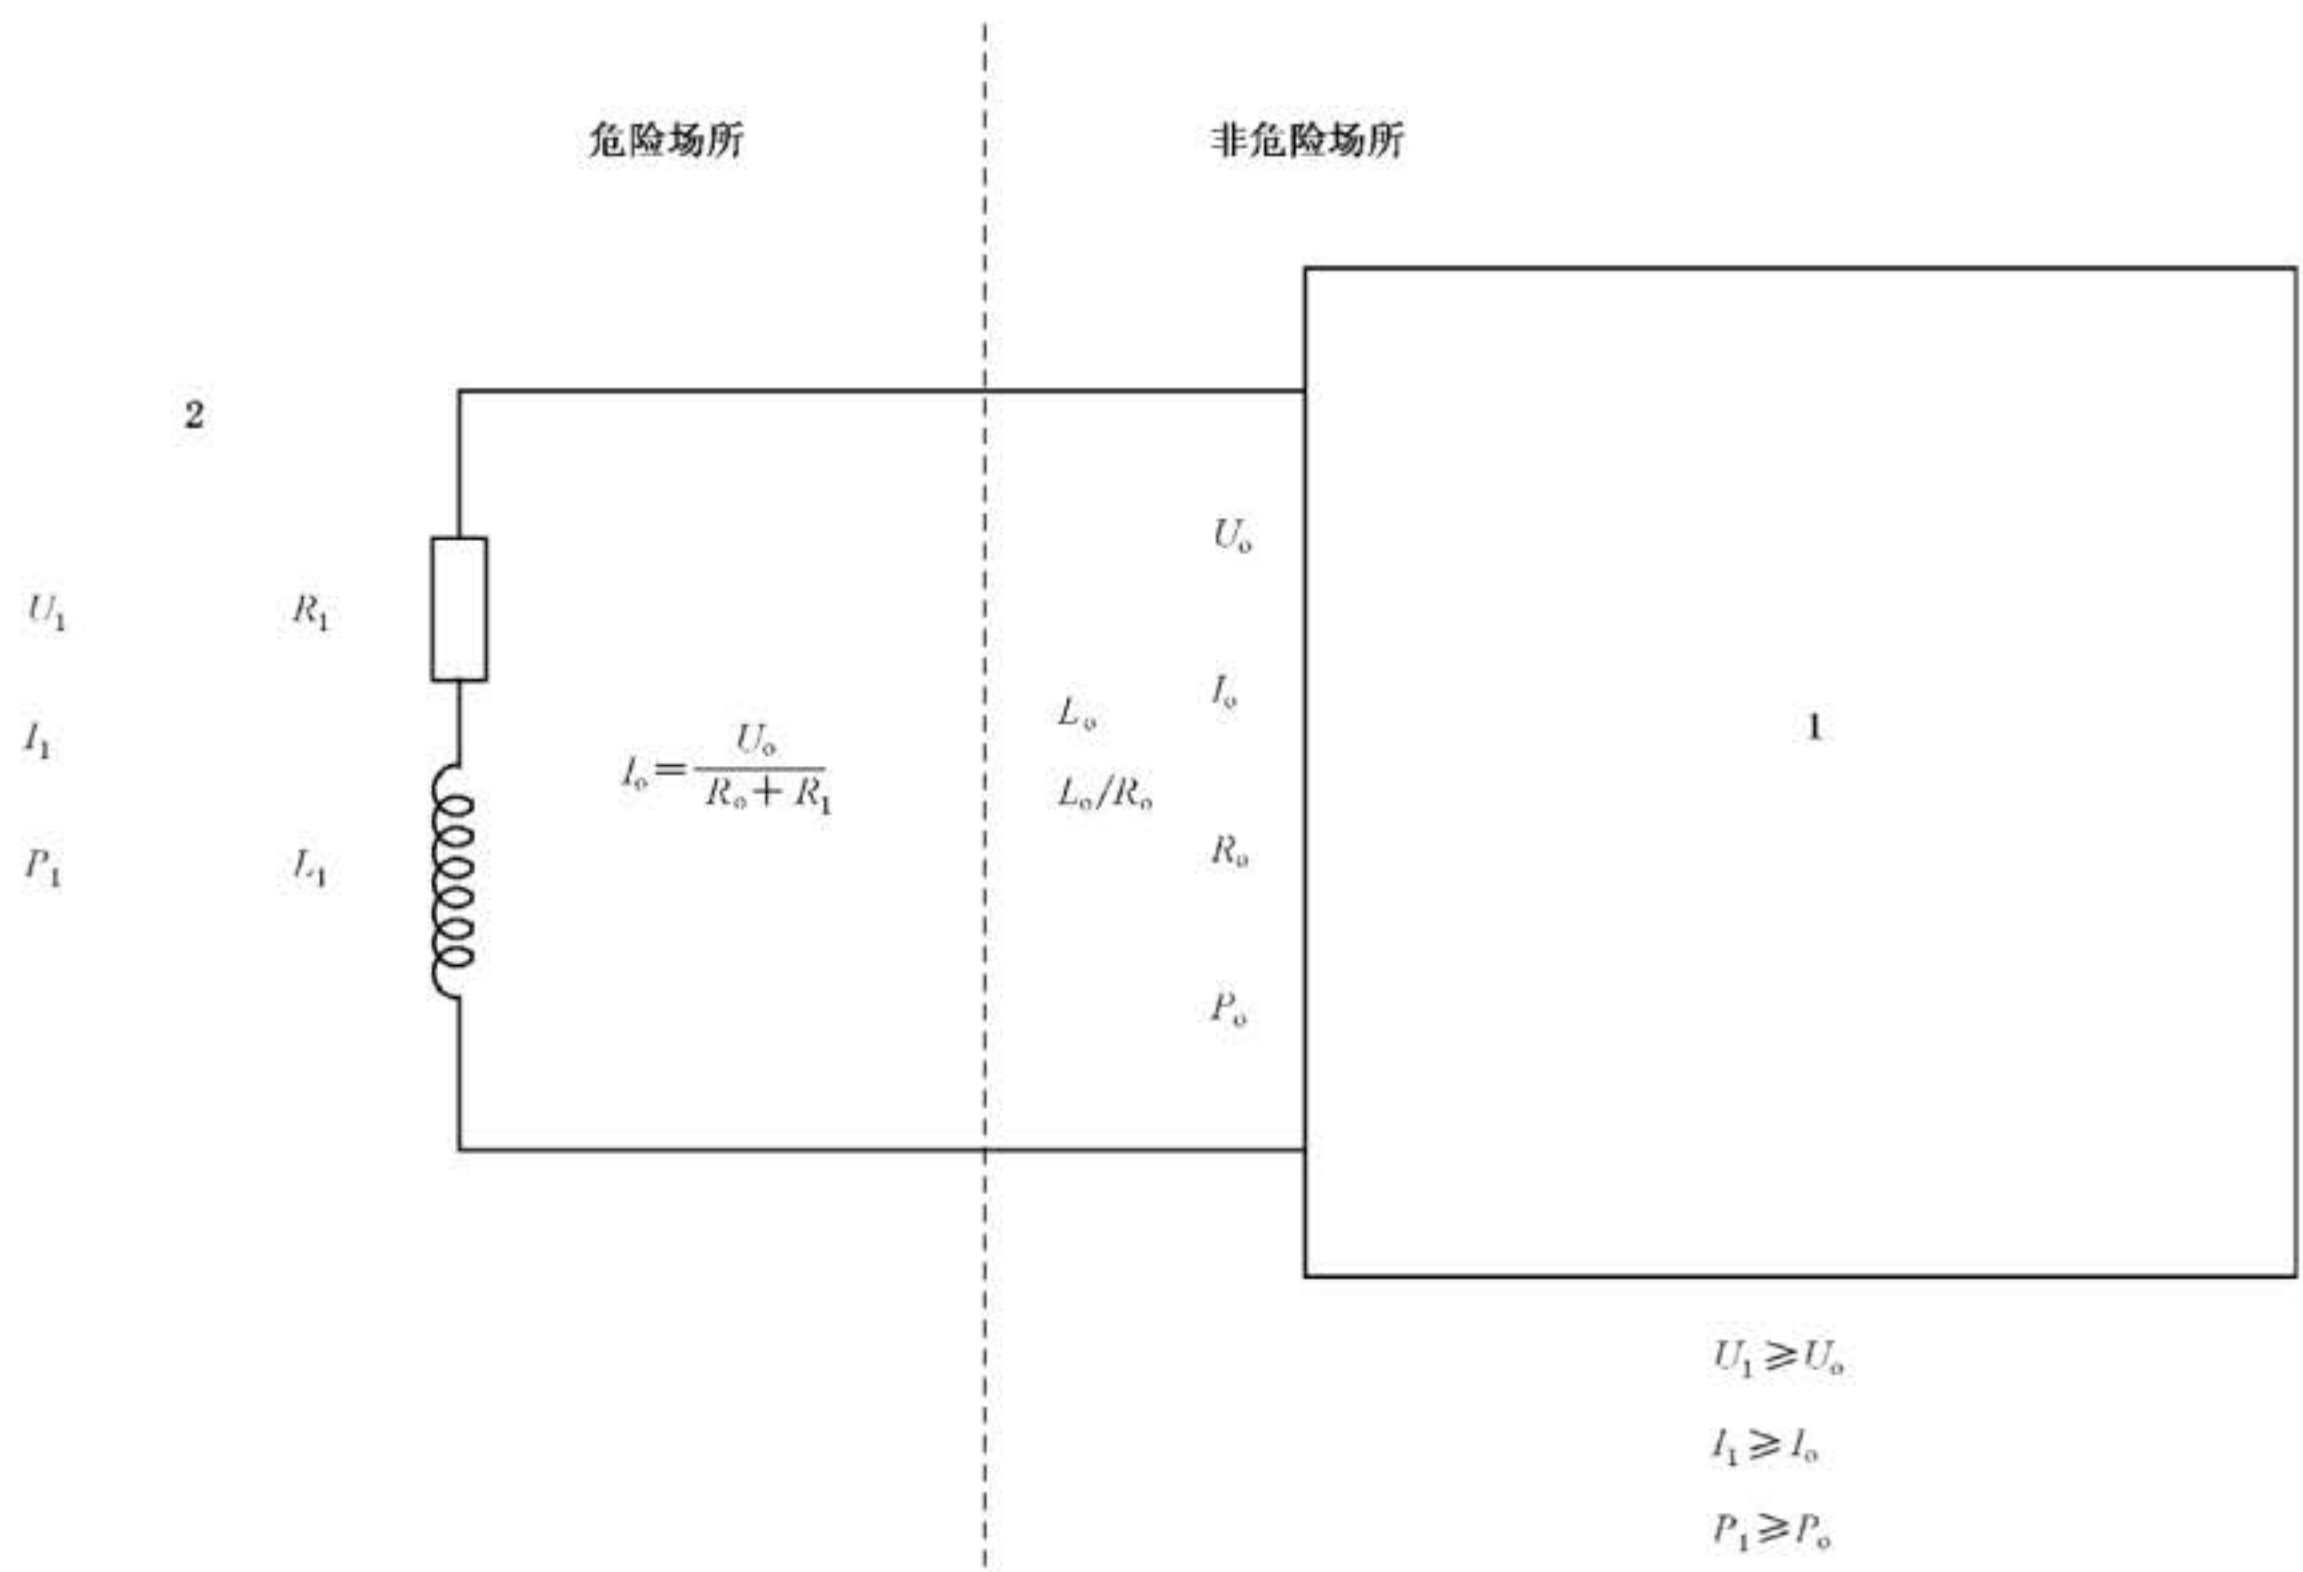 危险场所
非危险场所
2
1
U₁
R₁
I₁
P₁
L₁
Iₒ=Uₒ/(Rₒ+R₁)
Lₒ
Lₒ/Rₒ
Uₒ
Iₒ
Rₒ
Pₒ
U₁⩾Uₒ
I₁⩾Iₒ
P₁⩾Pₒ